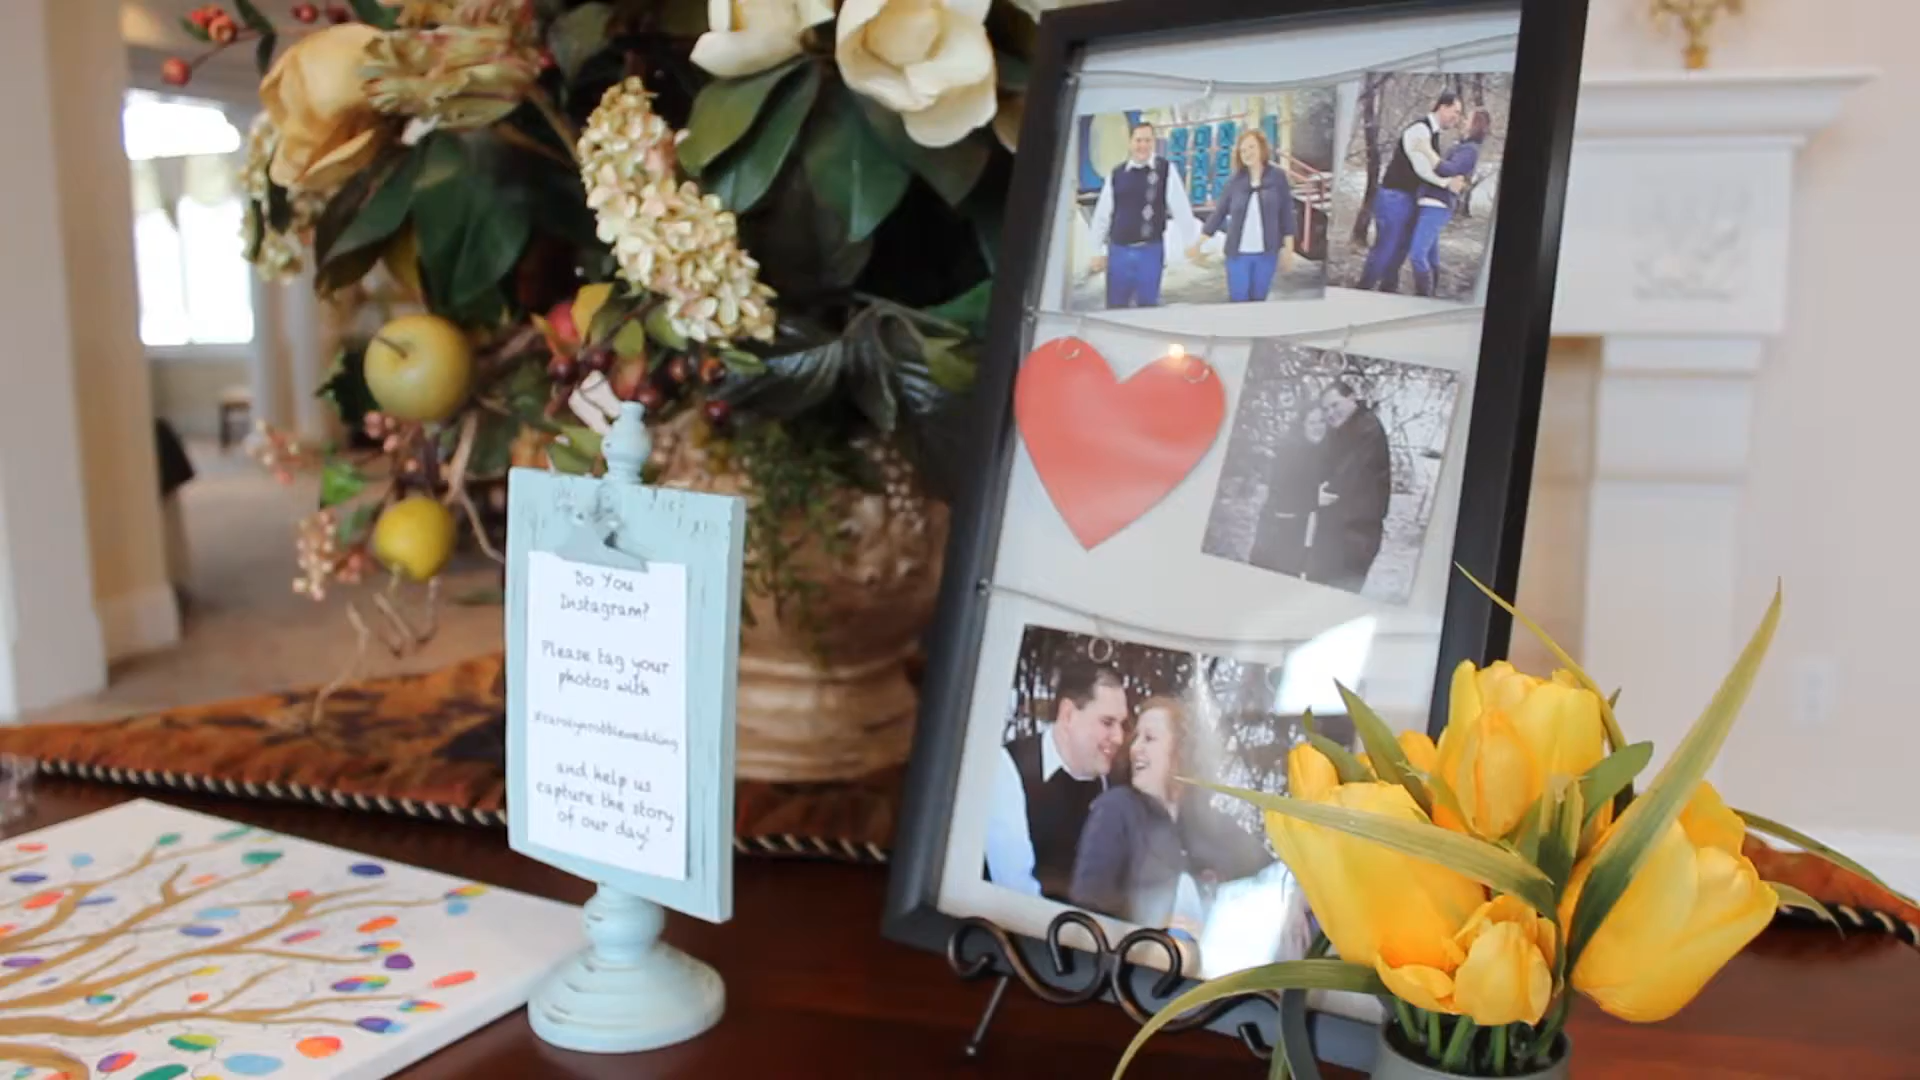 Do You
Instagram?
Please tag your
photos with
and help us
capture the story
of our day!